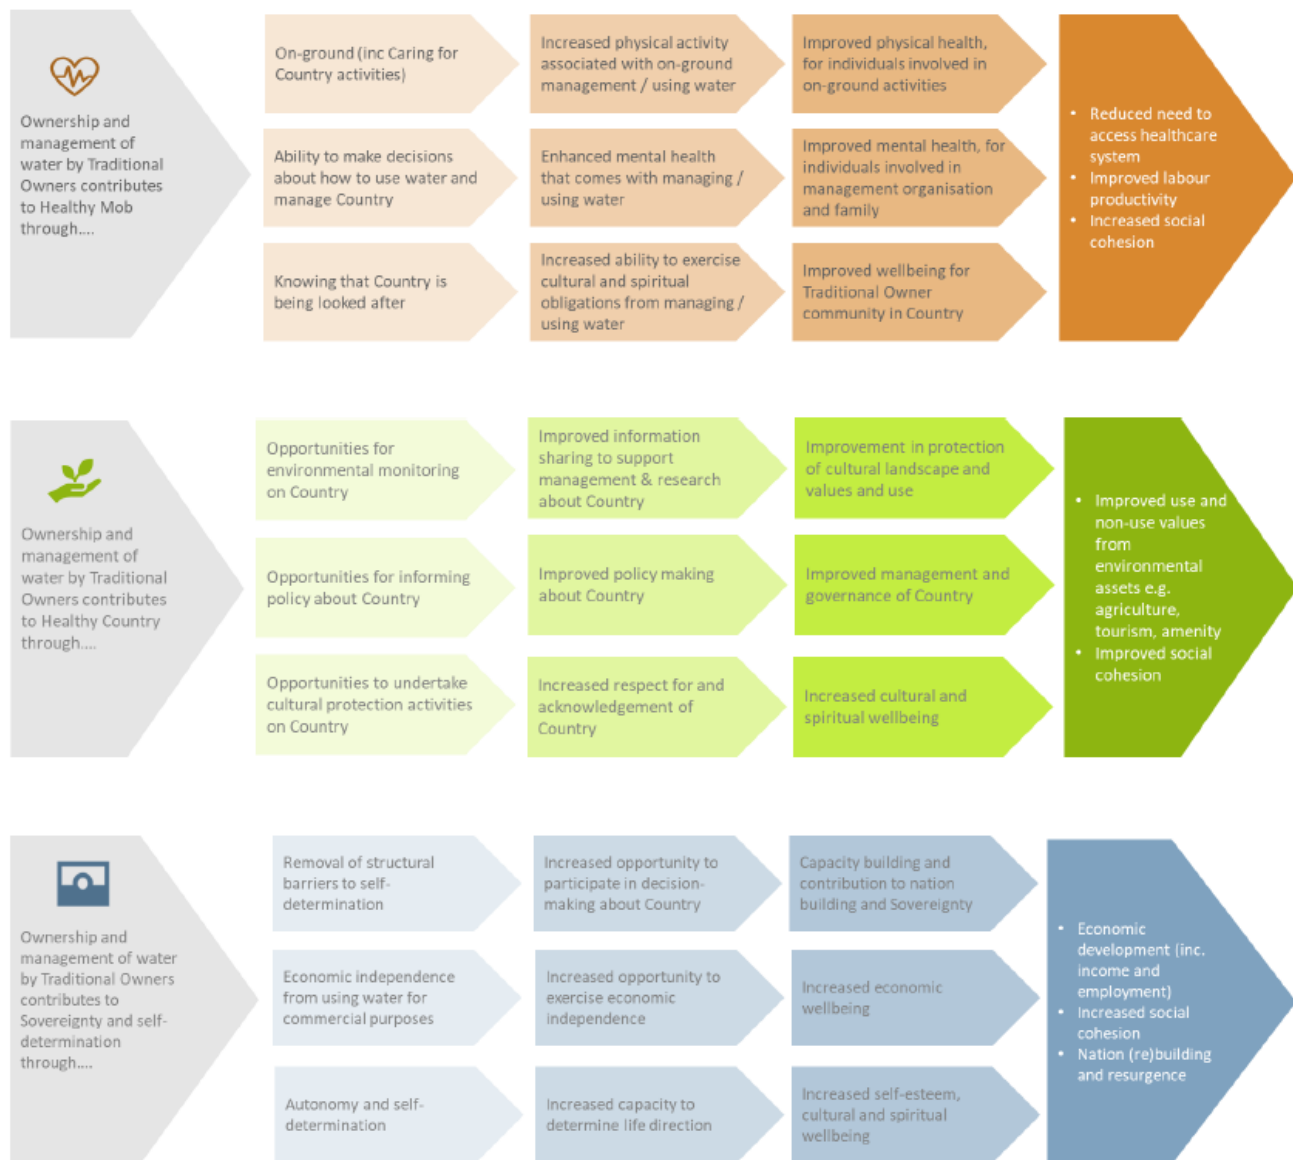 Ownership and
management of
water by Traditional
Owners contributes
to Healthy Mob
through....
On-ground (inc Caring for
Country activities)
Increased physical activity
associated with on-ground
management / using water
Improved physical health,
for individuals involved in
on-ground activities
Ability to make decisions
about how to use water and
manage Country
Enhanced mental health
that comes with managing /
using water
Improved mental health, for
individuals involved in
management organisation
and family
Knowing that Country is
being looked after
Increased ability to exercise
cultural and spiritual
obligations from managing /
using water
Improved wellbeing for
Traditional Owner
community in Country
• Reduced need to
access healthcare
system
• Improved labour
productivity
• Increased social
cohesion
Ownership and
management of
water by Traditional
Owners contributes
to Healthy Country
through....
Opportunities for
environmental monitoring
on Country
Improved information
sharing to support
management & research
about Country
Improvement in protection
of cultural landscape and
values and use
Opportunities for informing
policy about Country
Improved policy making
about Country
Improved management and
governance of Country
Opportunities to undertake
cultural protection activities
on Country
Increased respect for and
acknowledgement of
Country
Increased cultural and
spiritual wellbeing
• Improved use and
non-use values
from
environmental
assets e.g.
agriculture,
tourism, amenity
• Improved social
cohesion
Ownership and
management of water
by Traditional Owners
contributes to
Sovereignty and self-
determination
through....
Removal of structural
barriers to self-
determination
Increased opportunity to
participate in decision-
making about Country
Capacity building and
contribution to nation
building and Sovereignty
Economic independence
from using water for
commercial purposes
Increased opportunity to
exercise economic
independence
Increased economic
wellbeing
Autonomy and self-
determination
Increased capacity to
determine life direction
Increased self-esteem,
cultural and spiritual
wellbeing
• Economic
development (inc.
income and
employment)
• Increased social
cohesion
• Nation (re)building
and resurgence